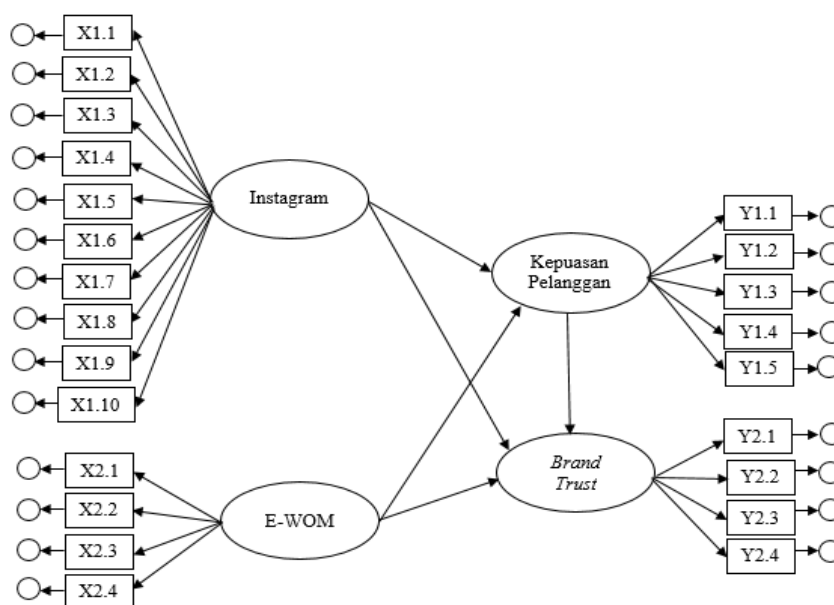 X1.1
X1.2
X1.3
X1.4
X1.5
X1.6
X1.7
X1.8
X1.9
X1.10
Instagram
X2.1
X2.2
X2.3
X2.4
E-WOM
Kepuasan
Pelanggan
Brand
Trust
Y1.1
Y1.2
Y1.3
Y1.4
Y1.5
Y2.1
Y2.2
Y2.3
Y2.4